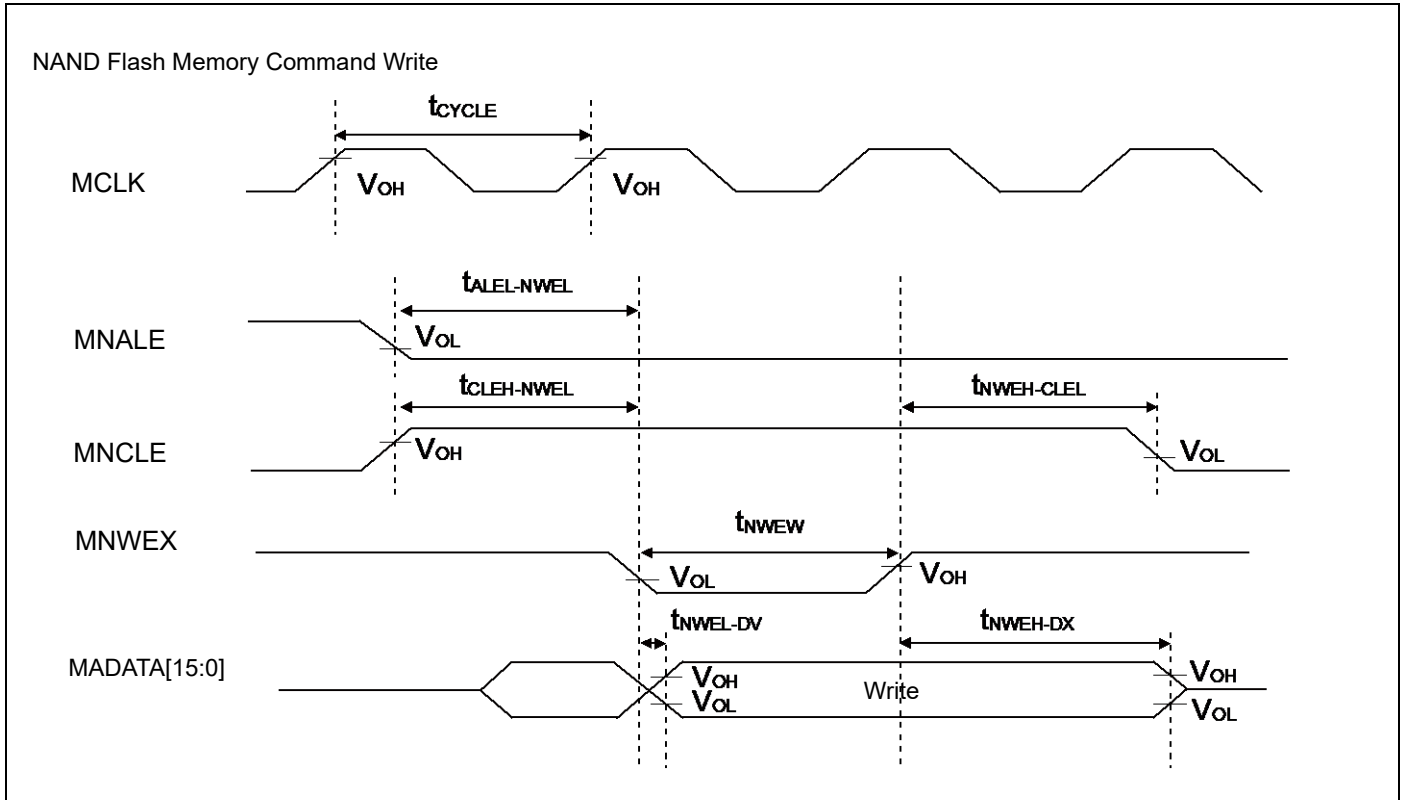 NAND Flash Memory Command Write
tCYCLE
MCLK
VOH
VOH
tALEL-NWEL
MNALE
VOL
tCLEH-NWEL
tNWEH-CLEL
MNCLE
VOH
VOL
MNWEX
tNWEW
VOL
VOH
tNWEL-DV
tNWEH-DX
MADATA[15:0]
VOH
VOL
Write
VOH
VOL